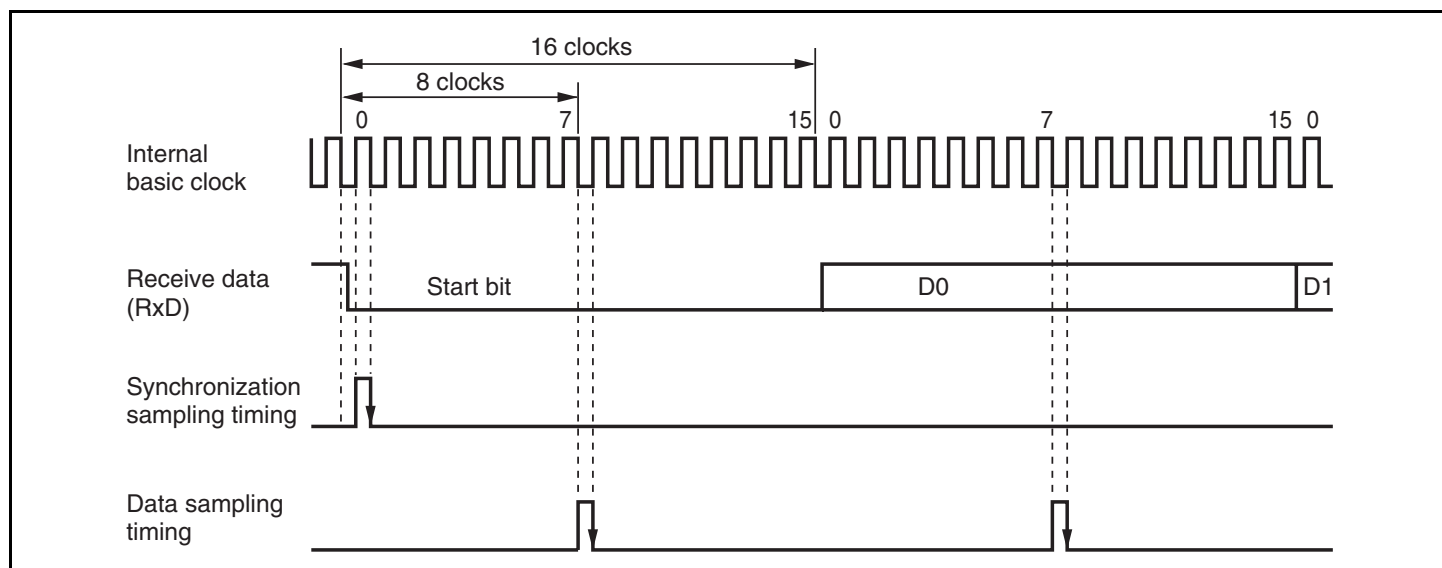 16 clocks
8 clocks
0 7 15 0 7 15 0
Internal
basic clock
Receive data
(RxD)
Start bit D0 D1
Synchronization
sampling timing
Data sampling
timing